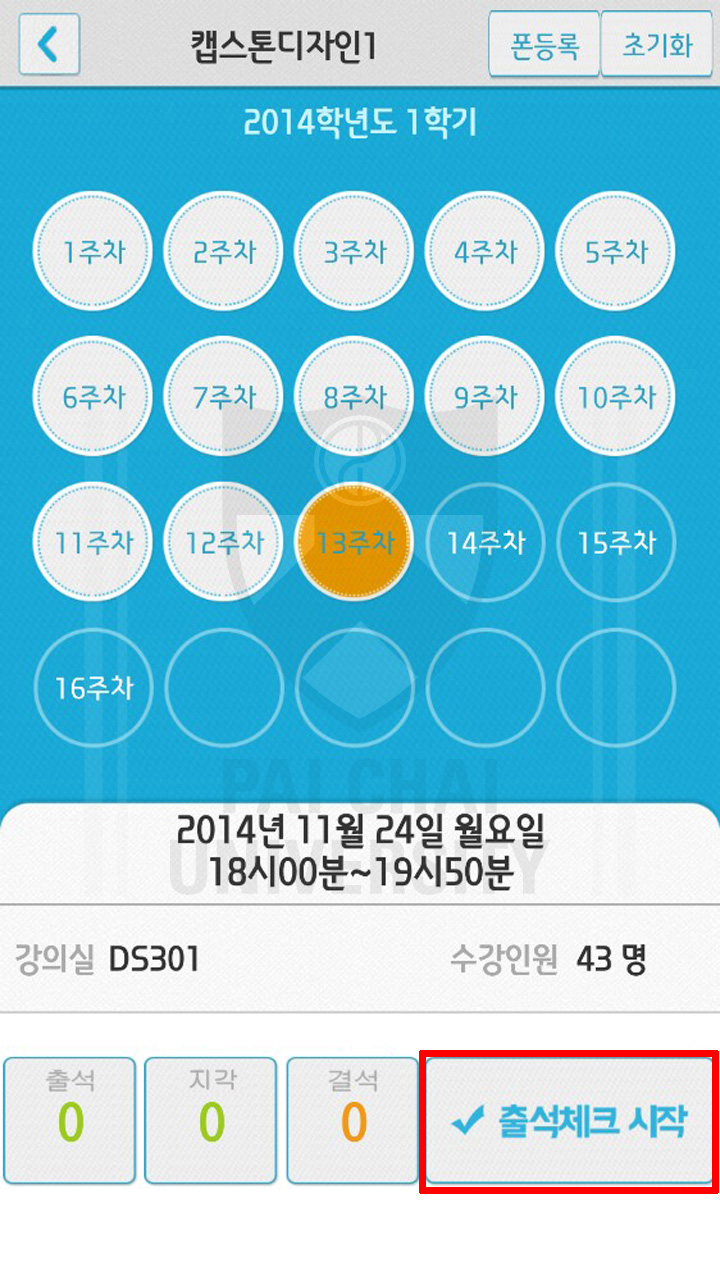 캡스톤디자인1
폰등록
초기화
2014학년도 1학기
1주차 2주차 3주차 4주차 5주차
6주차 7주차 8주차 9주차 10주차
11주차 12주차 13주차 14주차 15주차
16주차
PAI CHAI
UNIVERSITY
2014년 11월 24일 월요일
18시00분~19시50분
강의실 DS301
수강인원 43 명
출석 지각 결석
0 0 0
출석체크 시작